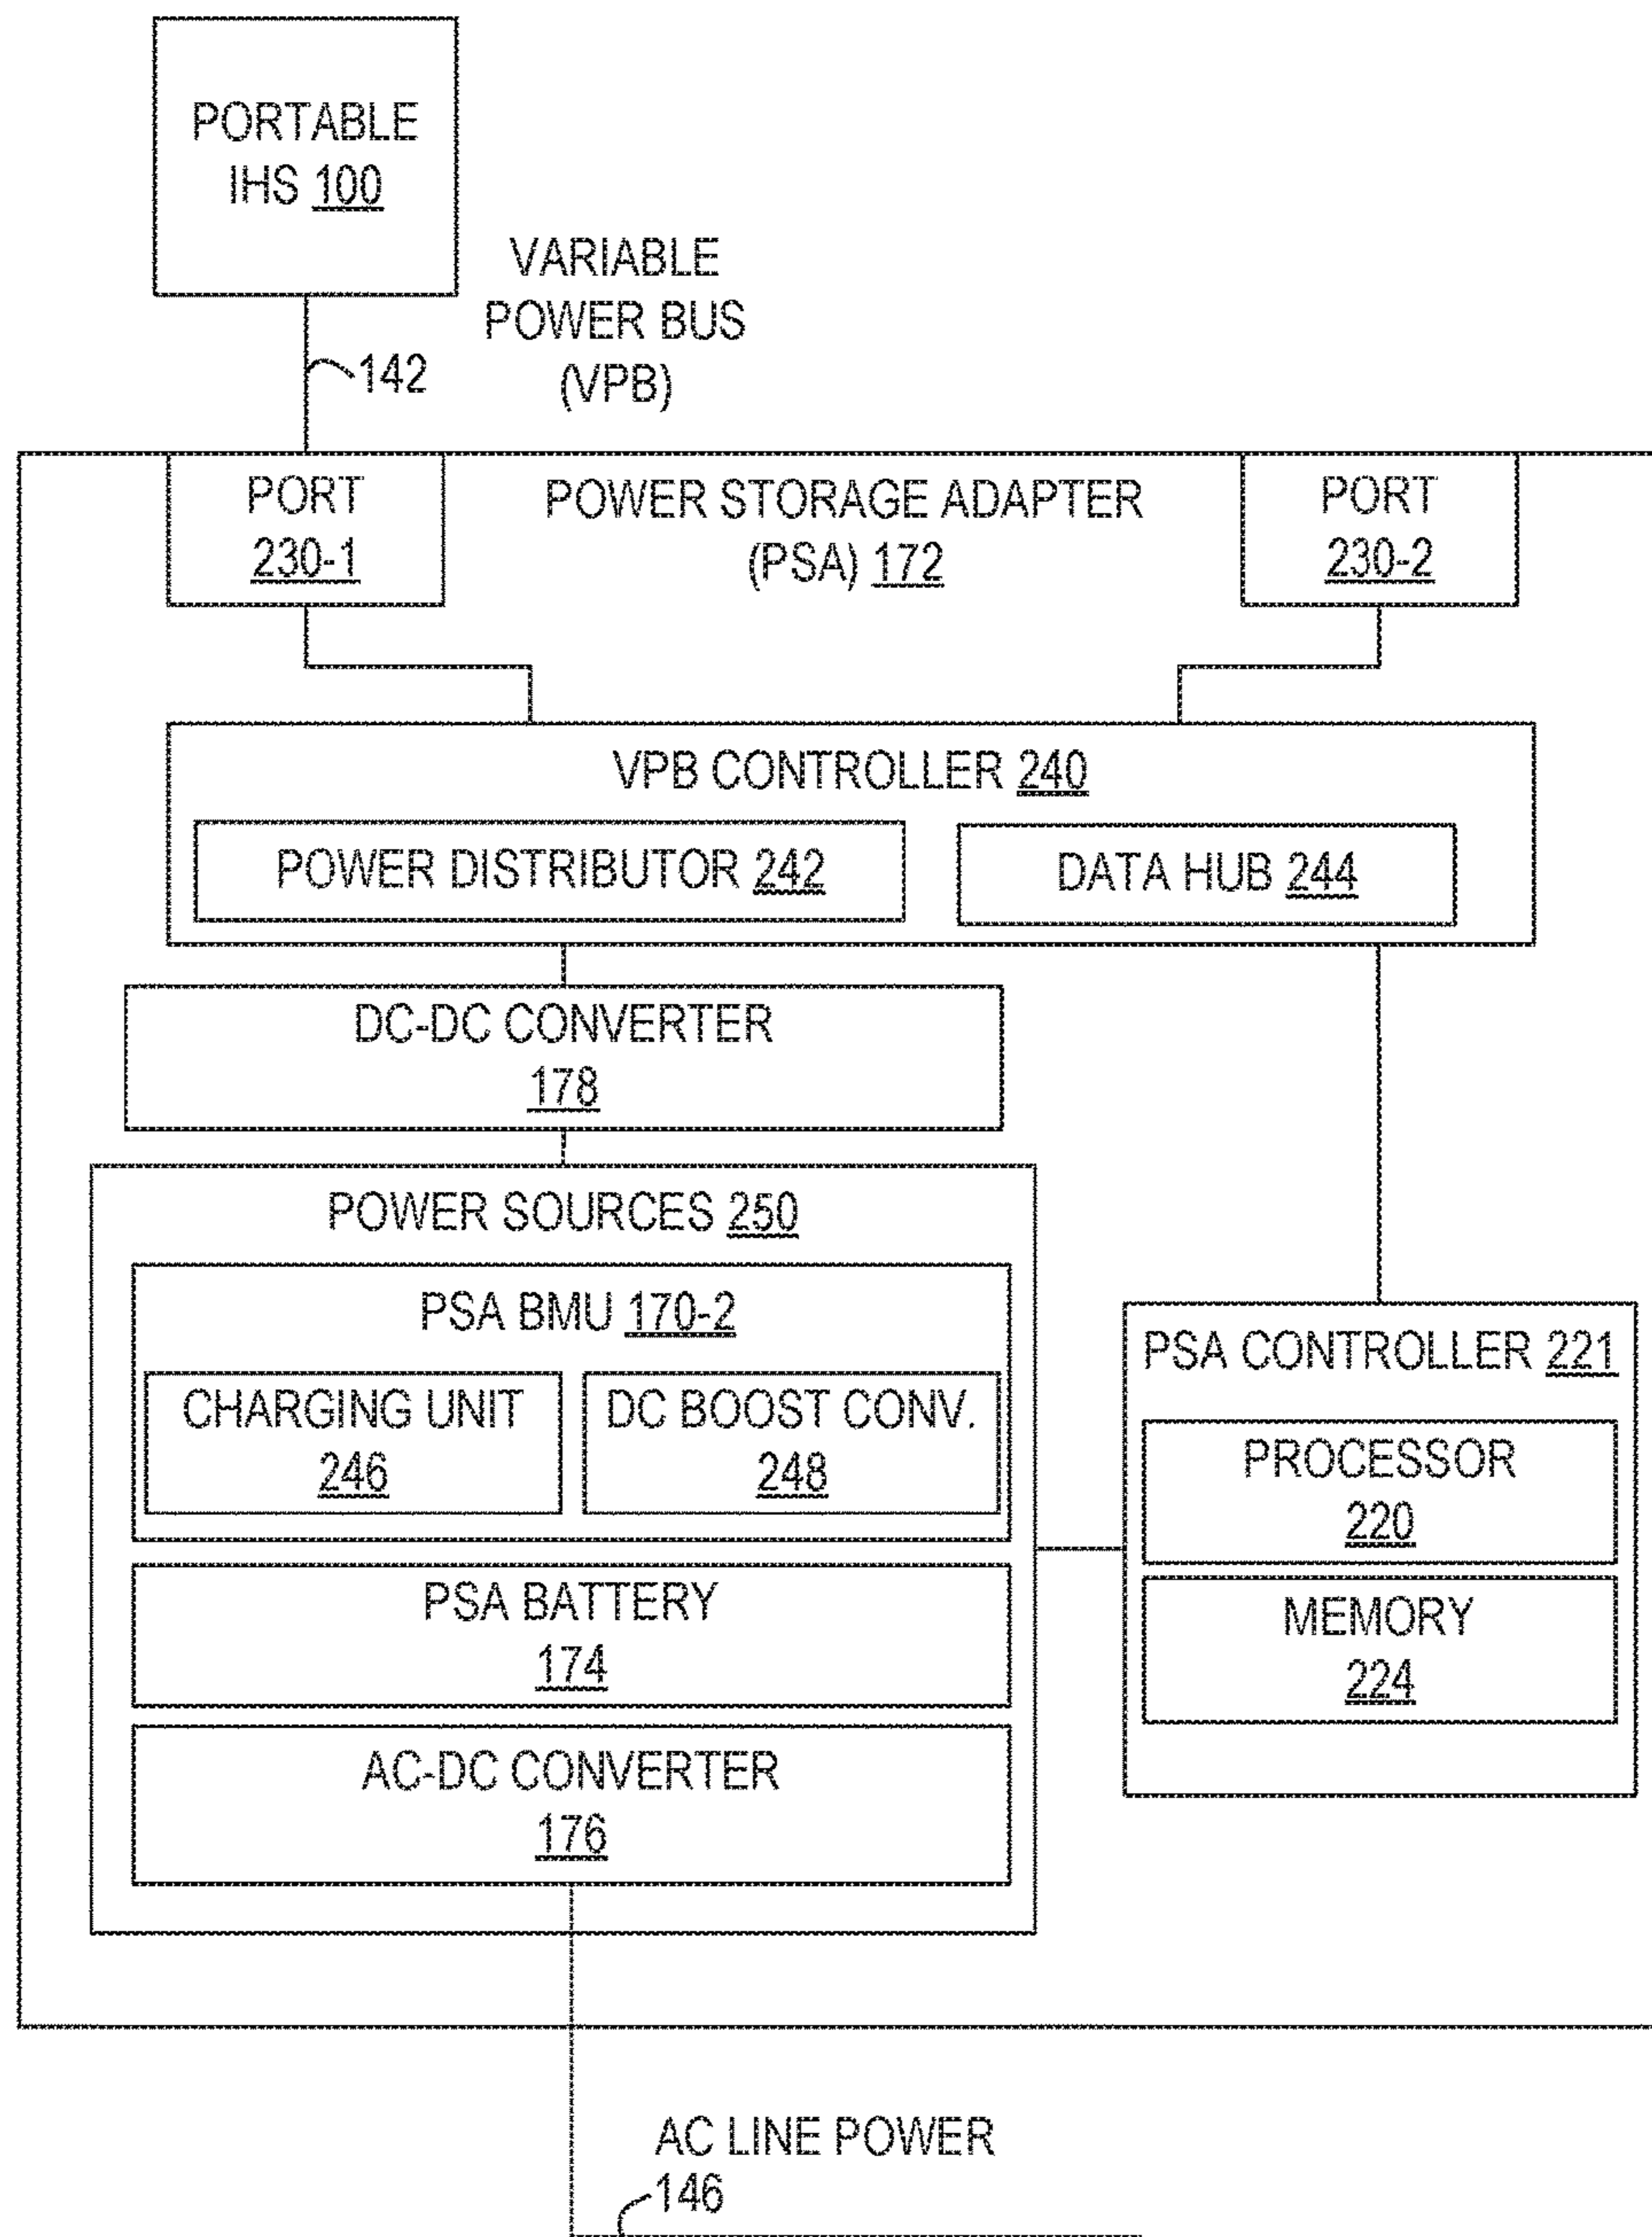 PORTABLE
IHS 100
VARIABLE
POWER BUS
(VPB)
142
PORT
230-1
POWER STORAGE ADAPTER
(PSA) 172
PORT
230-2
VPB CONTROLLER 240
POWER DISTRIBUTOR 242
DATA HUB 244
DC-DC CONVERTER
178
POWER SOURCES 250
PSA BMU 170-2
CHARGING UNIT
246
DC BOOST CONV.
248
PSA BATTERY
174
AC-DC CONVERTER
176
PSA CONTROLLER 221
PROCESSOR
220
MEMORY
224
AC LINE POWER
146